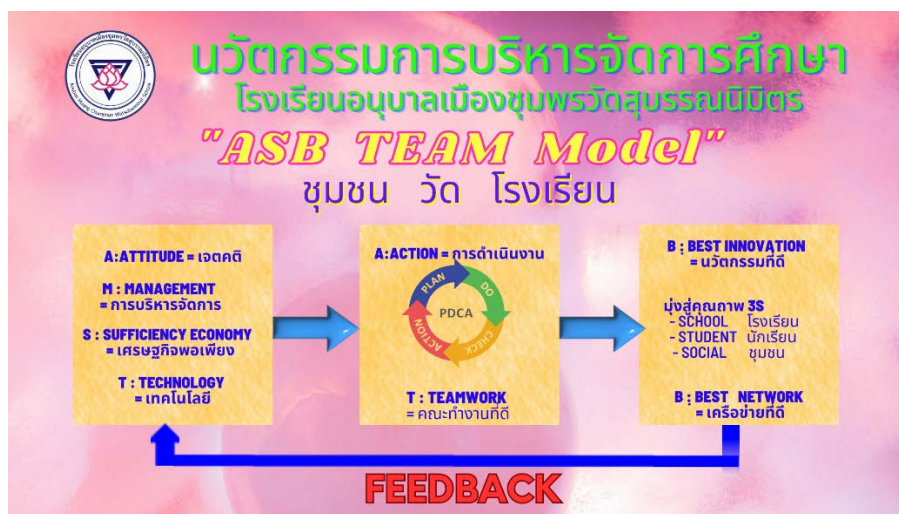 นวัตกรรมการบริหารจัดการศึกษา
โรงเรียนอนุบาลเมืองชุมพรวัดสุบรรณนิมิตร
"ASB TEAM Model"
ชุมชน วัด โรงเรียน
A:ATTITUDE = เจตคติ
M : MANAGEMENT
= การบริหารจัดการ
S : SUFFICIENCY ECONOMY
= เศรษฐกิจพอเพียง
T : TECHNOLOGY
= เทคโนโลยี
A:ACTION = การดำเนินงาน
PLAN
DO
CHECK
ACTION
PDCA
T : TEAMWORK
= คณะทำงานที่ดี
B : BEST INNOVATION
= นวัตกรรมที่ดี
มุ่งสู่คุณภาพ 3S
- SCHOOL โรงเรียน
- STUDENT นักเรียน
- SOCIAL ชุมชน
B : BEST NETWORK
= เครือข่ายที่ดี
FEEDBACK